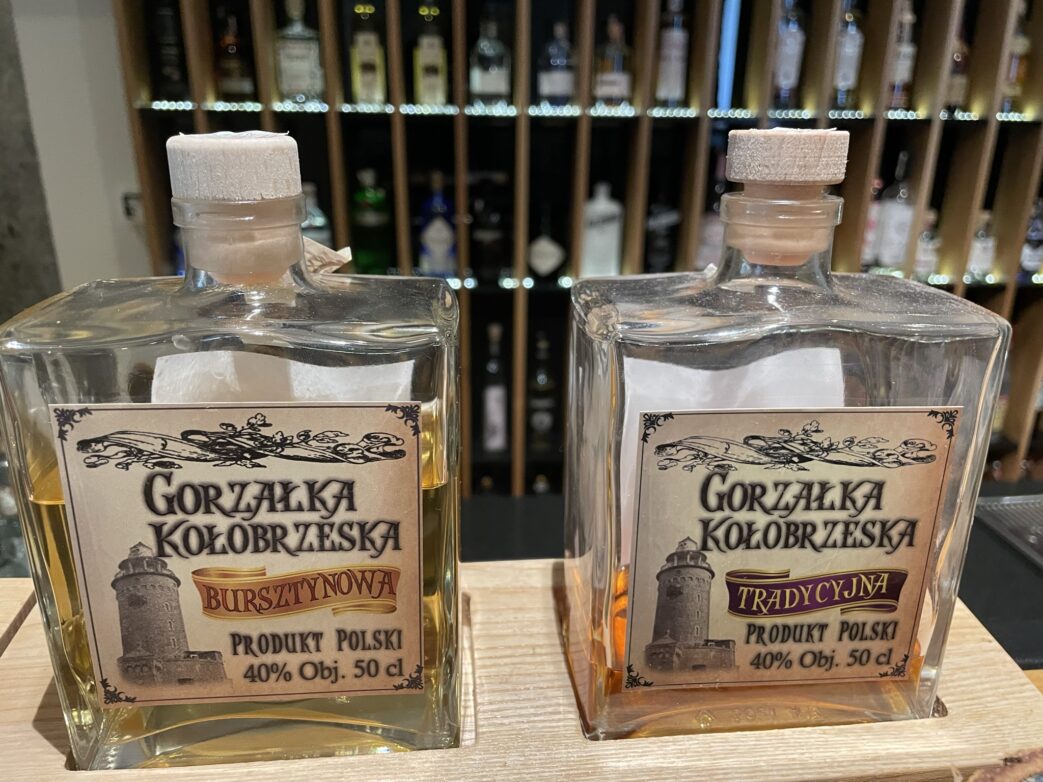 GORZAŁKA
KOŁOBRZESKA
BURSZTYNOWA
PRODUKT POLSKI
40% Obj. 50 cl
GORZAŁKA
KOŁOBRZESKA
TRADYCYJNA
PRODUKT POLSKI
40% Obj. 50 cl